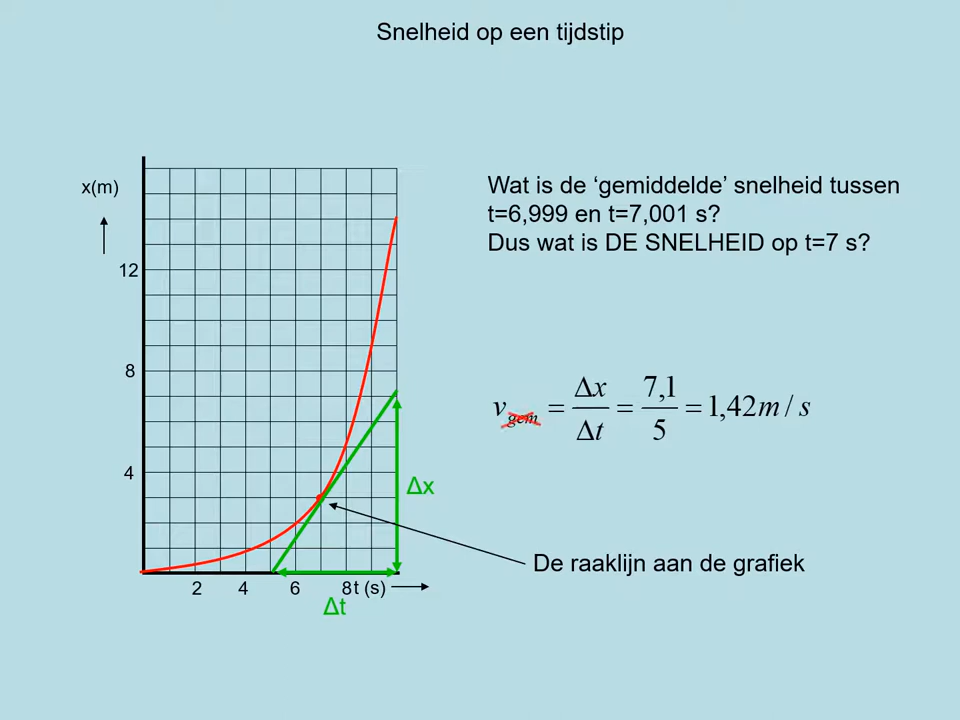 Snelheid op een tijdstip
x(m)
12
8
4
2 4 6 8 t (s)
Δx
Δt
Wat is de ‘gemiddelde’ snelheid tussen
t=6,999 en t=7,001 s?
Dus wat is DE SNELHEID op t=7 s?
v_gem = Δx/Δt = 7,1/5 = 1,42m / s
De raaklijn aan de grafiek